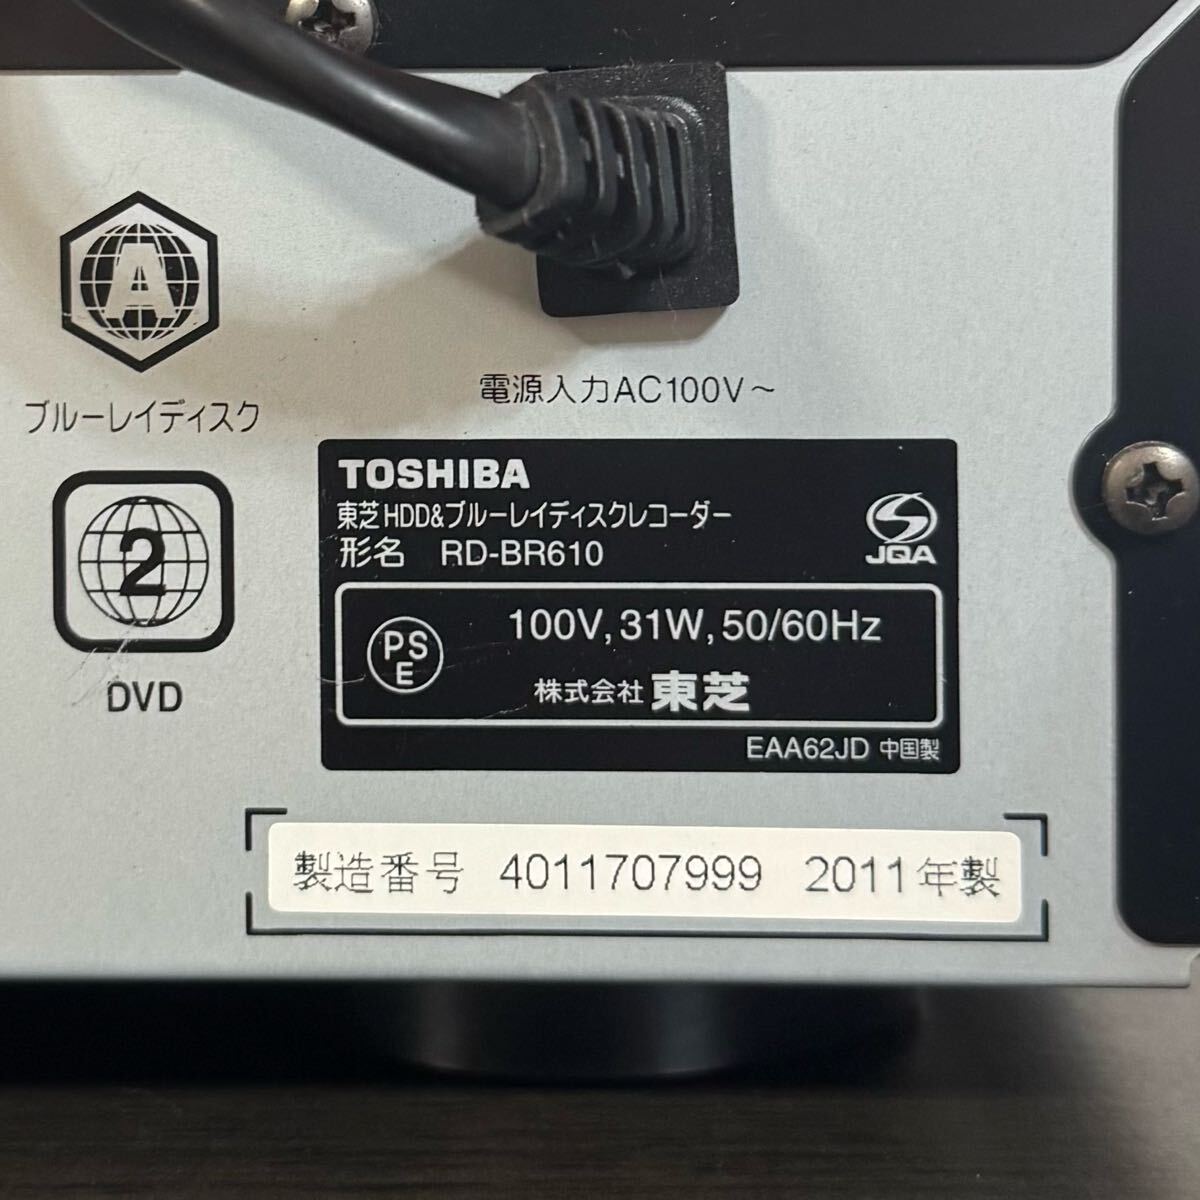 A
ブルーレイディスク
2
DVD
電源入力AC100V～
TOSHIBA
東芝HDD&ブルーレイディスクレコーダー
形名 RD-BR610
JQA
PS
E
100V,31W,50/60Hz
株式会社 東芝
EAA62JD 中国製
製造番号 4011707999 2011年製